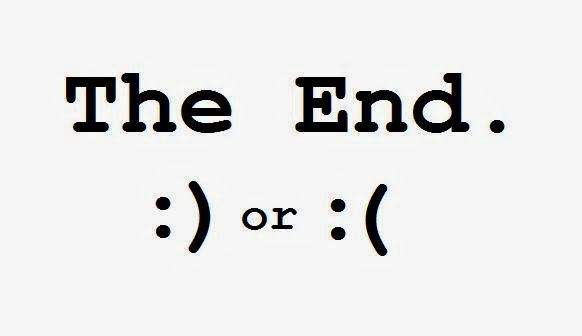 The End.
:) or :(